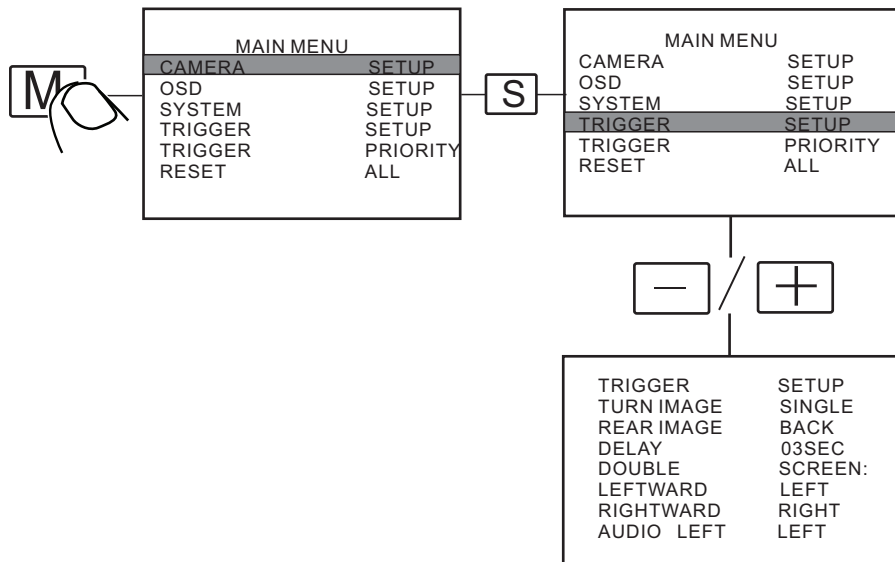 M
MAIN MENU
CAMERA SETUP
OSD SETUP
SYSTEM SETUP
TRIGGER SETUP
TRIGGER PRIORITY
RESET ALL
S
MAIN MENU
CAMERA SETUP
OSD SETUP
SYSTEM SETUP
TRIGGER SETUP
TRIGGER PRIORITY
RESET ALL
— / +
TRIGGER SETUP
TURN IMAGE SINGLE
REAR IMAGE BACK
DELAY 03SEC
DOUBLE SCREEN:
LEFTWARD LEFT
RIGHTWARD RIGHT
AUDIO LEFT LEFT